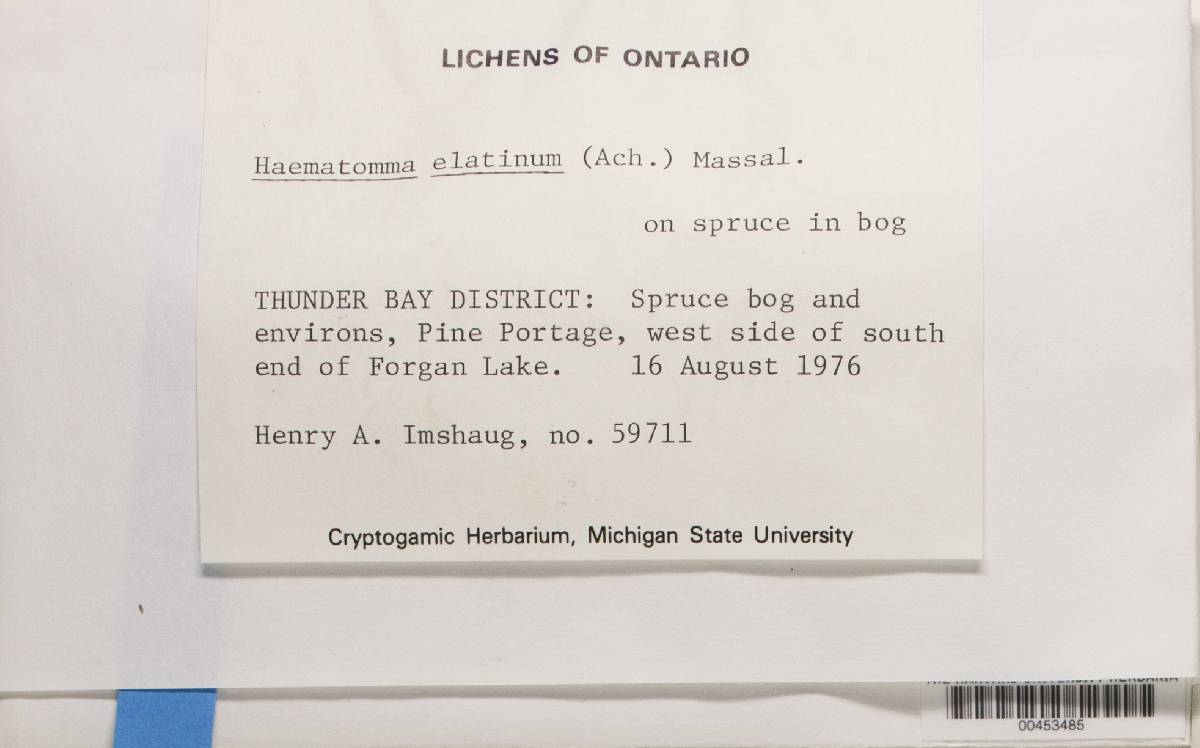 LICHENS OF ONTARIO
Haematomma elatinum (Ach.) Massal.
on spruce in bog
THUNDER BAY DISTRICT: Spruce bog and
environs, Pine Portage, west side of south
end of Forgan Lake. 16 August 1976
Henry A. Imshaug, no. 59711
Cryptogamic Herbarium, Michigan State University
00453485